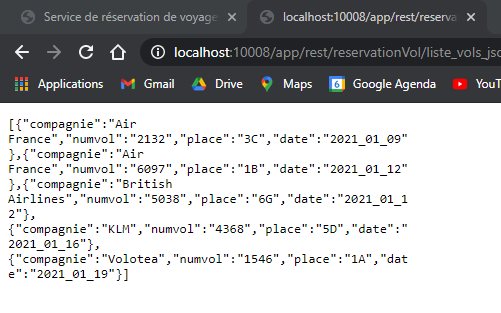 Service de réservation de voyage
localhost:10008/app/rest/reserva
localhost:10008/app/rest/reservationVol/liste_vols_jso
Applications Gmail Drive Maps 6 Google Agenda YouT
[{"compagnie":"Air
France","numvol":"2132","place":"3C","date":"2021_01_09"
},{"compagnie":"Air
France","numvol":"6097","place":"1B","date":"2021_01_12"
},{"compagnie":"British
Airlines","numvol":"5038","place":"6G","date":"2021_01_1
2"},
{"compagnie":"KLM","numvol":"4368","place":"5D","date":"
2021_01_16"},
{"compagnie":"Volotea","numvol":"1546","place":"1A","dat
e":"2021_01_19"}]